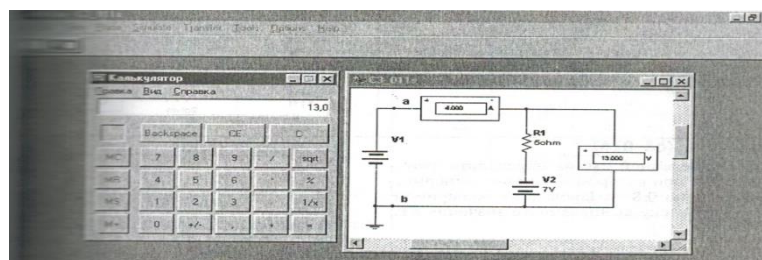 Калькулятор
Правка Вид Справка
13,0
Backspace CE C
MC 7 8 9 / sqrt
MR 4 5 6 * %
MS 1 2 3 - 1/x
M+ 0 +/- , + =
a
4.000 A
V1
R1
5ohm
13.000 V
V2
7V
b